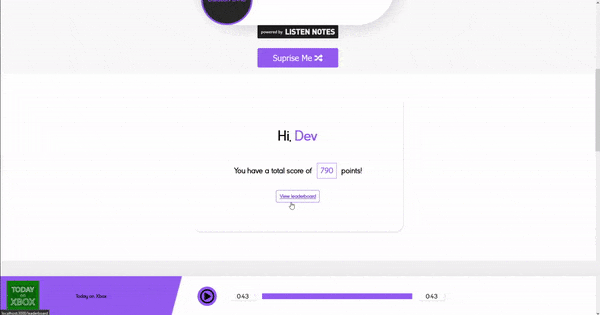 powered by LISTEN NOTES
Suprise Me
Hi, Dev
You have a total score of 790 points!
View leaderboard
TODAY
ON
XBOX
Today on Xbox
0:43
0:43
localhost:3000/leaderboard